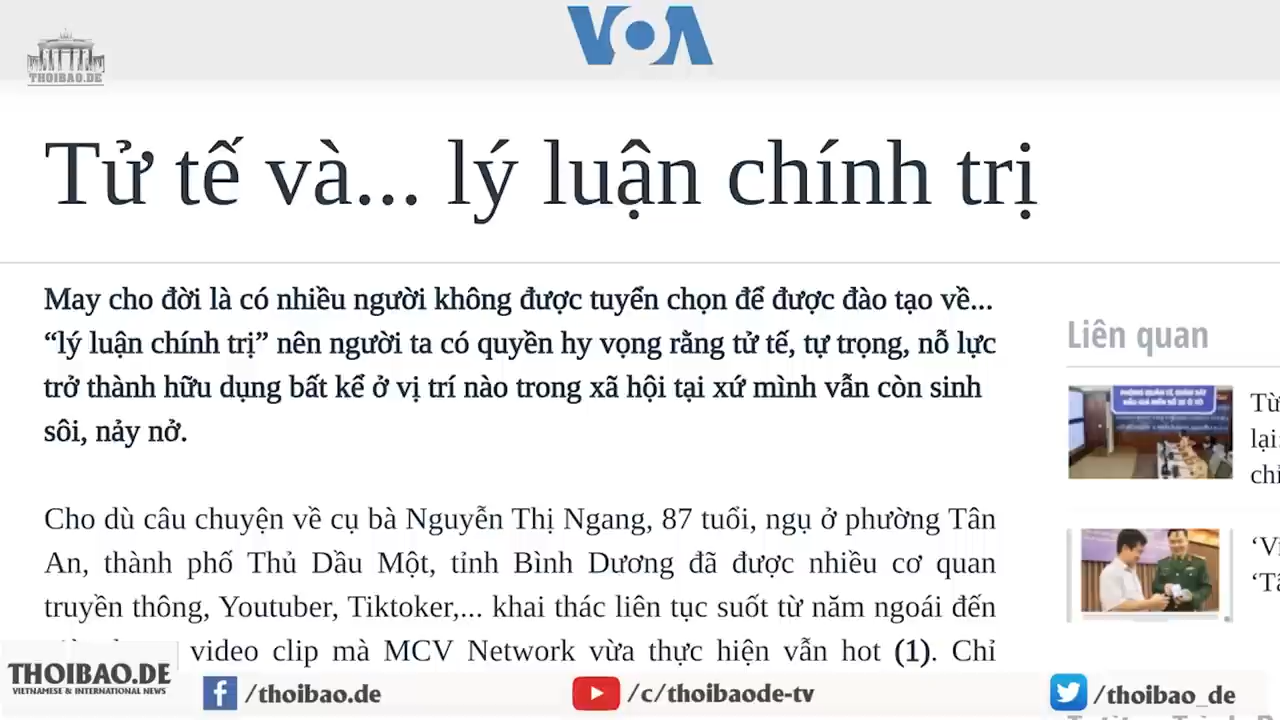 VOA
THOIBAO.DE
Tử tế và... lý luận chính trị
May cho đời là có nhiều người không được tuyển chọn để được đào tạo về...
“lý luận chính trị” nên người ta có quyền hy vọng rằng tử tế, tự trọng, nỗ lực
trở thành hữu dụng bất kể ở vị trí nào trong xã hội tại xứ mình vẫn còn sinh
sôi, nảy nở.
Liên quan
Từ
lại
chỉ
Cho dù câu chuyện về cụ bà Nguyễn Thị Ngang, 87 tuổi, ngụ ở phường Tân
An, thành phố Thủ Dầu Một, tỉnh Bình Dương đã được nhiều cơ quan
truyền thông, Youtuber, Tiktoker,... khai thác liên tục suốt từ năm ngoái đến
video clip mà MCV Network vừa thực hiện vẫn hot (1). Chỉ
THOIBAO.DE
VIETNAMESE & INTERNATIONAL NEWS
/thoibao.de
/c/thoibaode-tv
/thoibao_de